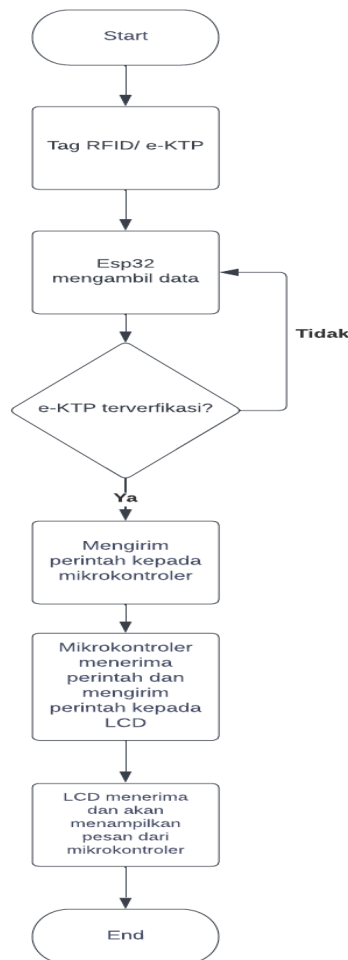 Start
Tag RFID/ e-KTP
Esp32
mengambil data
Tidak
e-KTP terverfikasi?
Ya
Mengirim
perintah kepada
mikrokontroler
Mikrokontroler
menerima
perintah dan
mengirim
perintah kepada
LCD
LCD menerima
dan akan
menampilkan
pesan dari
mikrokontroler
End